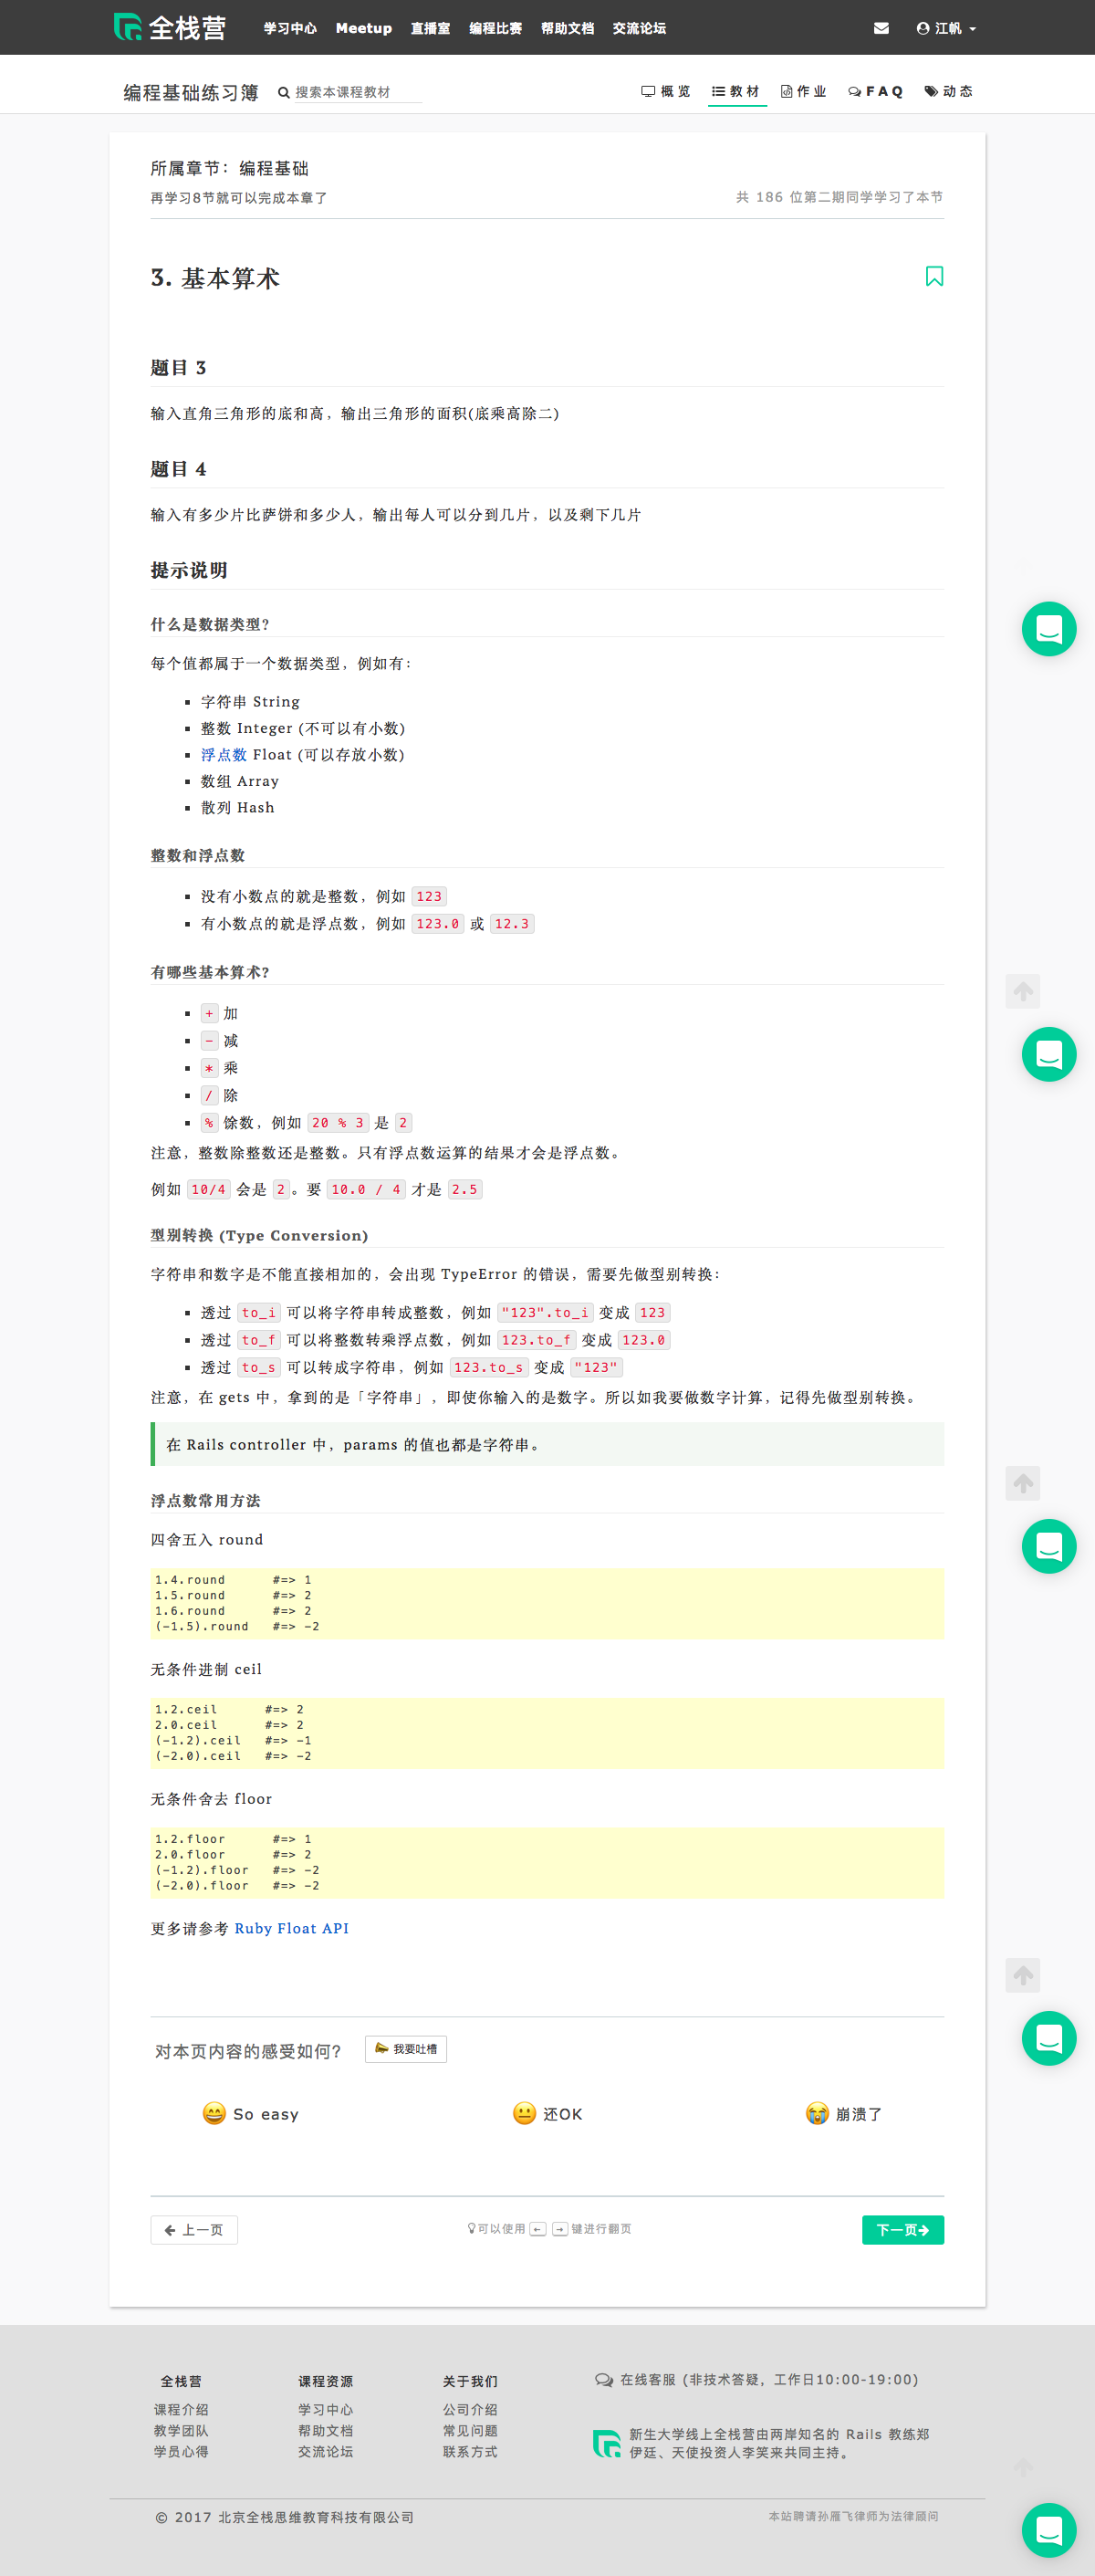 全栈营 学习中心 Meetup 直播室 编程比赛 帮助文档 交流论坛 江帆
编程基础练习簿 搜索本课程教材 概览 教材 作业 FAQ 动态
所属章节：编程基础
再学习8节就可以完成本章了 共 186 位第二期同学学习了本节
3. 基本算术
题目 3
输入直角三角形的底和高，输出三角形的面积(底乘高除二)
题目 4
输入有多少片比萨饼和多少人，输出每人可以分到几片，以及剩下几片
提示说明
什么是数据类型?
每个值都属于一个数据类型，例如有：
字符串 String
整数 Integer (不可以有小数)
浮点数 Float (可以存放小数)
数组 Array
散列 Hash
整数和浮点数
没有小数点的就是整数，例如 123
有小数点的就是浮点数，例如 123.0 或 12.3
有哪些基本算术?
+ 加
- 减
* 乘
/ 除
% 馀数，例如 20 % 3 是 2
注意，整数除整数还是整数。只有浮点数运算的结果才会是浮点数。
例如 10/4 会是 2。要 10.0 / 4 才是 2.5
型别转换 (Type Conversion)
字符串和数字是不能直接相加的，会出现 TypeError 的错误，需要先做型别转换：
透过 to_i 可以将字符串转成整数，例如 "123".to_i 变成 123
透过 to_f 可以将整数转乘浮点数，例如 123.to_f 变成 123.0
透过 to_s 可以转成字符串，例如 123.to_s 变成 "123"
注意，在 gets 中，拿到的是「字符串」，即使你输入的是数字。所以如我要做数字计算，记得先做型别转换。
在 Rails controller 中，params 的值也都是字符串。
浮点数常用方法
四舍五入 round
1.4.round      #=> 1
1.5.round      #=> 2
1.6.round      #=> 2
(-1.5).round   #=> -2
无条件进制 ceil
1.2.ceil      #=> 2
2.0.ceil      #=> 2
(-1.2).ceil   #=> -1
(-2.0).ceil   #=> -2
无条件舍去 floor
1.2.floor      #=> 1
2.0.floor      #=> 2
(-1.2).floor   #=> -2
(-2.0).floor   #=> -2
更多请参考 Ruby Float API
对本页内容的感受如何? 我要吐槽
So easy 还OK 崩溃了
← 上一页 可以使用 ← → 键进行翻页 下一页→
全栈营 课程资源 关于我们 在线客服 (非技术答疑，工作日10:00-19:00)
课程介绍 学习中心 公司介绍
教学团队 帮助文档 常见问题 新生大学线上全栈营由两岸知名的 Rails 教练郑
学员心得 交流论坛 联系方式 伊廷、天使投资人李笑来共同主持。
© 2017 北京全栈思维教育科技有限公司 本站聘请孙雁飞律师为法律顾问